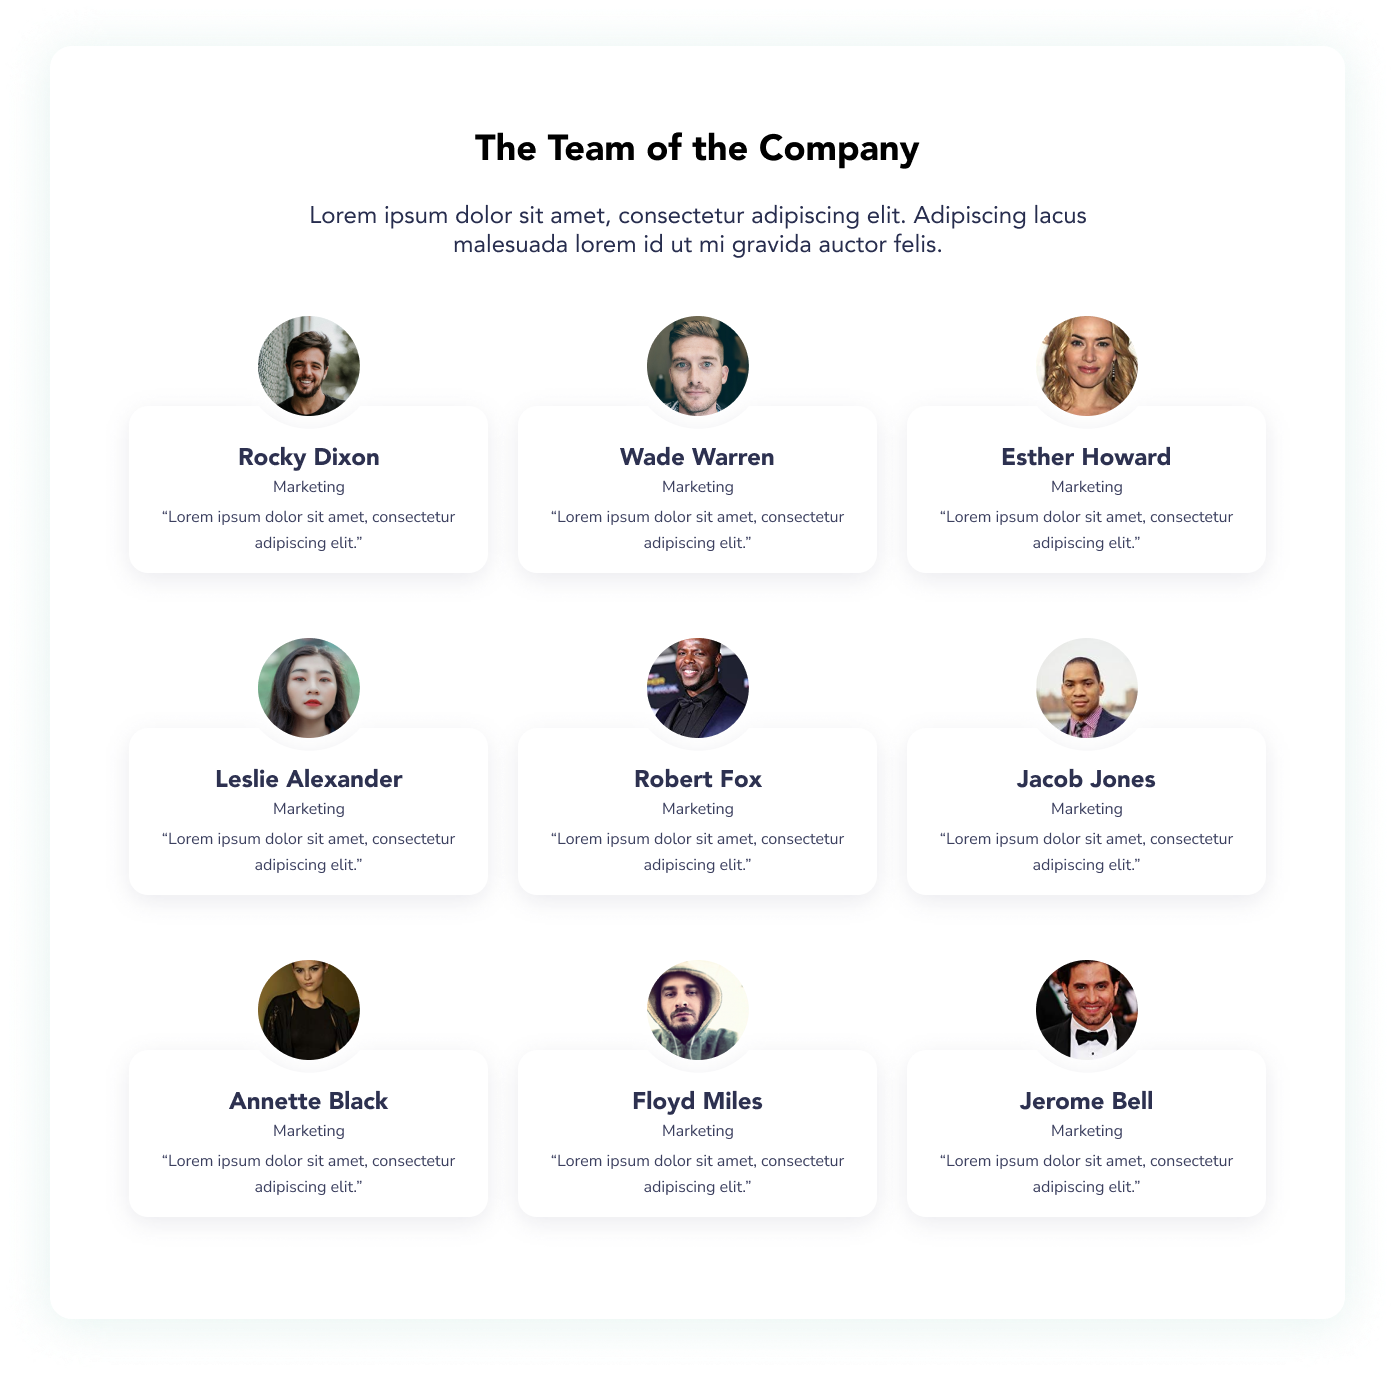 The Team of the Company
Lorem ipsum dolor sit amet, consectetur adipiscing elit. Adipiscing lacus
malesuada lorem id ut mi gravida auctor felis.
Rocky Dixon
Marketing
“Lorem ipsum dolor sit amet, consectetur
adipiscing elit.”
Wade Warren
Marketing
“Lorem ipsum dolor sit amet, consectetur
adipiscing elit.”
Esther Howard
Marketing
“Lorem ipsum dolor sit amet, consectetur
adipiscing elit.”
Leslie Alexander
Marketing
“Lorem ipsum dolor sit amet, consectetur
adipiscing elit.”
Robert Fox
Marketing
“Lorem ipsum dolor sit amet, consectetur
adipiscing elit.”
Jacob Jones
Marketing
“Lorem ipsum dolor sit amet, consectetur
adipiscing elit.”
Annette Black
Marketing
“Lorem ipsum dolor sit amet, consectetur
adipiscing elit.”
Floyd Miles
Marketing
“Lorem ipsum dolor sit amet, consectetur
adipiscing elit.”
Jerome Bell
Marketing
“Lorem ipsum dolor sit amet, consectetur
adipiscing elit.”